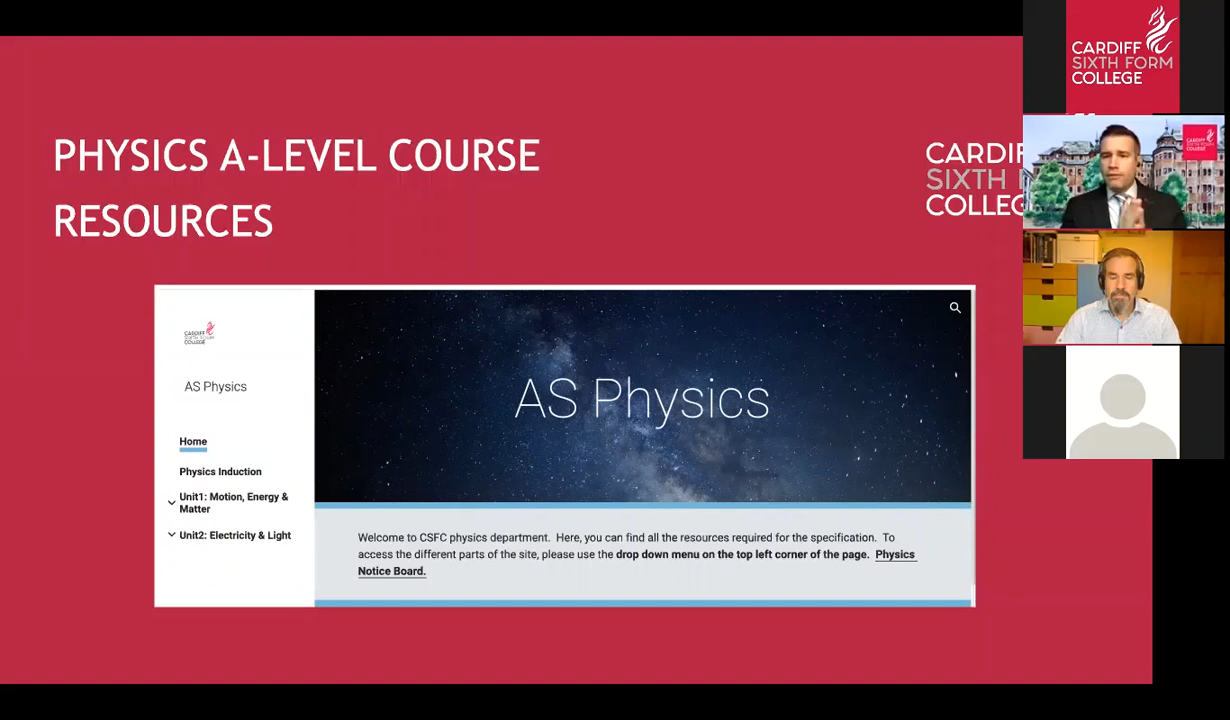 PHYSICS A-LEVEL COURSE
RESOURCES
CARDIFF
SIXTH FORM
COLLEGE
CARDIFF
SIXTH FORM
COLLEGE
AS Physics
Home
Physics Induction
Unit1: Motion, Energy &
Matter
Unit2: Electricity & Light
AS Physics
Welcome to CSFC physics department. Here, you can find all the resources required for the specification. To
access the different parts of the site, please use the drop down menu on the top left corner of the page. Physics
Notice Board.